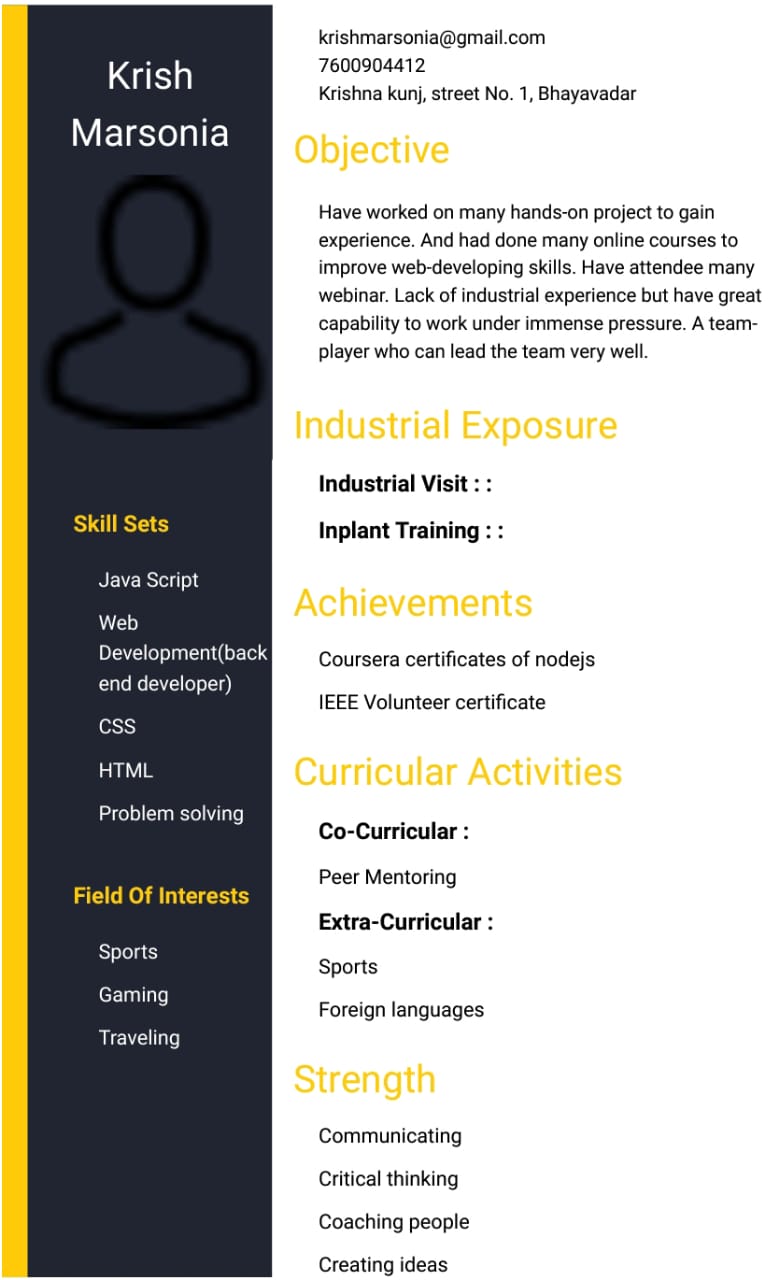 Krish
Marsonia
Skill Sets
Java Script
Web
Development(back
end developer)
CSS
HTML
Problem solving
Field Of Interests
Sports
Gaming
Traveling
krishmarsonia@gmail.com
7600904412
Krishna kunj, street No. 1, Bhayavadar
Objective
Have worked on many hands-on project to gain
experience. And had done many online courses to
improve web-developing skills. Have attendee many
webinar. Lack of industrial experience but have great
capability to work under immense pressure. A team-
player who can lead the team very well.
Industrial Exposure
Industrial Visit : :
Inplant Training : :
Achievements
Coursera certificates of nodejs
IEEE Volunteer certificate
Curricular Activities
Co-Curricular :
Peer Mentoring
Extra-Curricular :
Sports
Foreign languages
Strength
Communicating
Critical thinking
Coaching people
Creating ideas